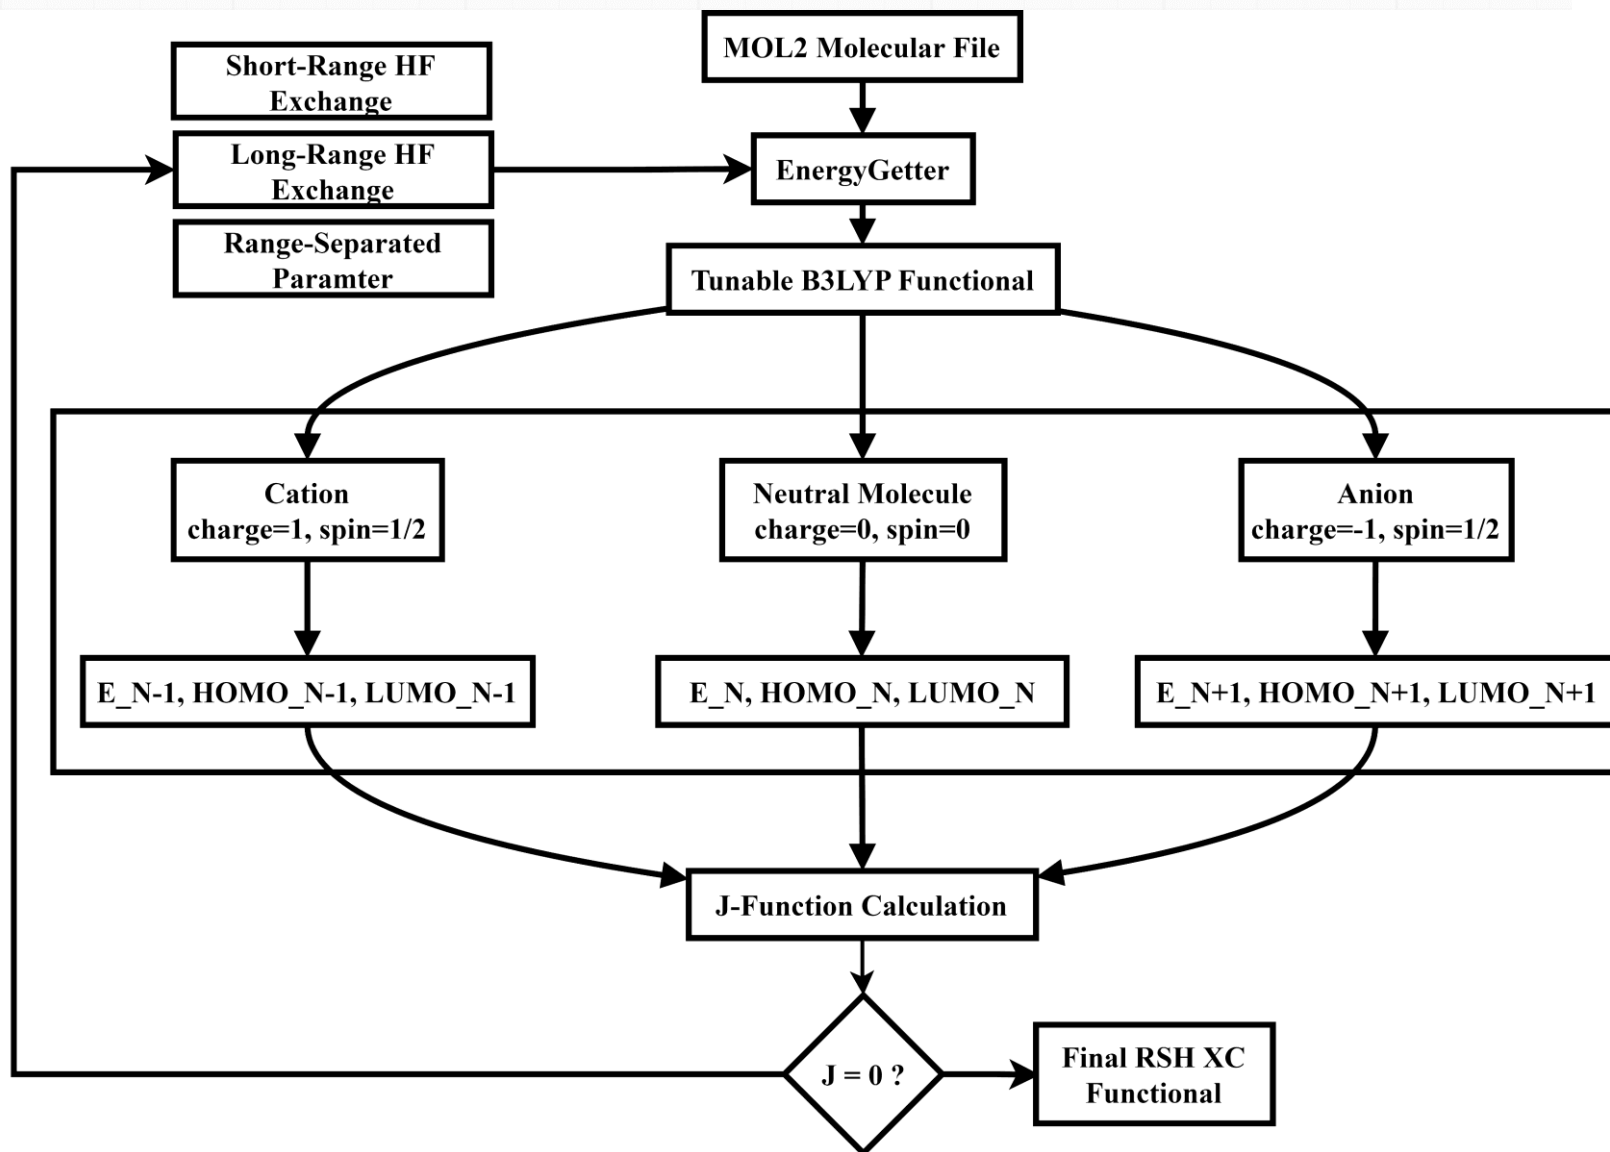 MOL2 Molecular File
Short-Range HF
Exchange
Long-Range HF
Exchange
EnergyGetter
Range-Separated
Paramter
Tunable B3LYP Functional
Cation
charge=1, spin=1/2
Neutral Molecule
charge=0, spin=0
Anion
charge=-1, spin=1/2
E_N-1, HOMO_N-1, LUMO_N-1
E_N, HOMO_N, LUMO_N
E_N+1, HOMO_N+1, LUMO_N+1
J-Function Calculation
J = 0 ?
Final RSH XC
Functional